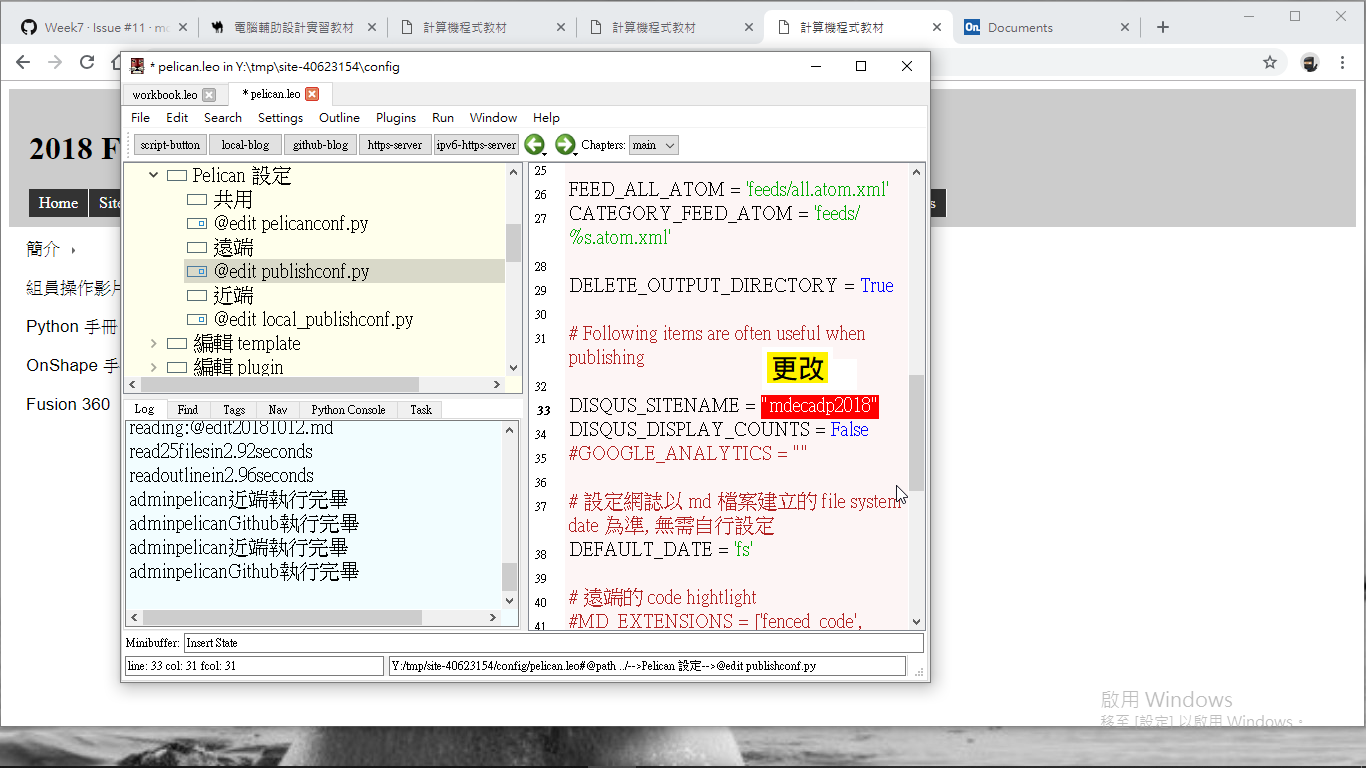 Week7 · Issue #11 · md
電腦輔助設計實習教材
計算機程式教材
計算機程式教材
計算機程式教材
On.
Documents
2018 F
Home
Site
s
簡介
組員操作影片
Python 手冊
OnShape 手
Fusion 360
* pelican.leo in Y:\tmp\site-40623154\config
workbook.leo
* pelican.leo
File Edit Search Settings Outline Plugins Run Window Help
script-button
local-blog
github-blog
https-server
ipv6-https-server
Chapters:
main
Pelican 設定
共用
@edit pelicanconf.py
遠端
@edit publishconf.py
近端
@edit local_publishconf.py
編輯 template
編輯 plugin
Log Find Tags Nav Python Console Task
reading:@edit20181012.md
read25filesin2.92seconds
readoutlinein2.96seconds
adminpelican近端執行完畢
adminpelicanGithub執行完畢
adminpelican近端執行完畢
adminpelicanGithub執行完畢
25
26 FEED_ALL_ATOM = 'feeds/all.atom.xml'
27 CATEGORY_FEED_ATOM = 'feeds/
%s.atom.xml'
28
29 DELETE_OUTPUT_DIRECTORY = True
30
31 # Following items are often useful when
publishing
更改
32
33 DISQUS_SITENAME = "mdecadp2018"
34 DISQUS_DISPLAY_COUNTS = False
35 #GOOGLE_ANALYTICS = ""
36
37 # 設定網誌以 md 檔案建立的 file system
date 為準, 無需自行設定
38 DEFAULT_DATE = 'fs'
39
40 # 遠端的 code hightlight
41 #MD_EXTENSIONS = ['fenced_code',
Minibuffer: Insert State
line: 33 col: 31 fcol: 31
Y:/tmp/site-40623154/config/pelican.leo#@path ../-->Pelican 設定-->@edit publishconf.py
啟用 Windows
移至 [設定] 以啟用 Windows。